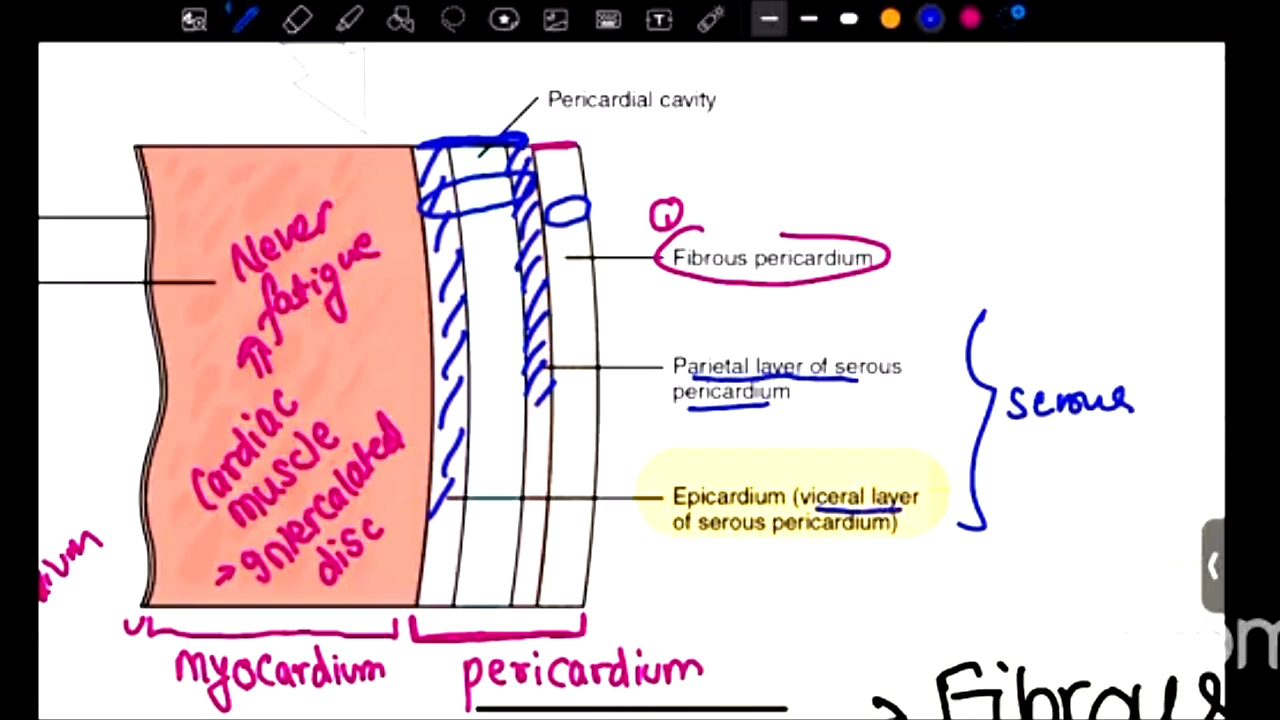 Pericardial cavity
Never
fatigue
Cardiac
muscle
→ Intercalated
disc
1
Fibrous pericardium
Parietal layer of serous
pericardium
serous
Epicardium (viceral layer
of serous pericardium)
myocardium
pericardium
→ Fibrous